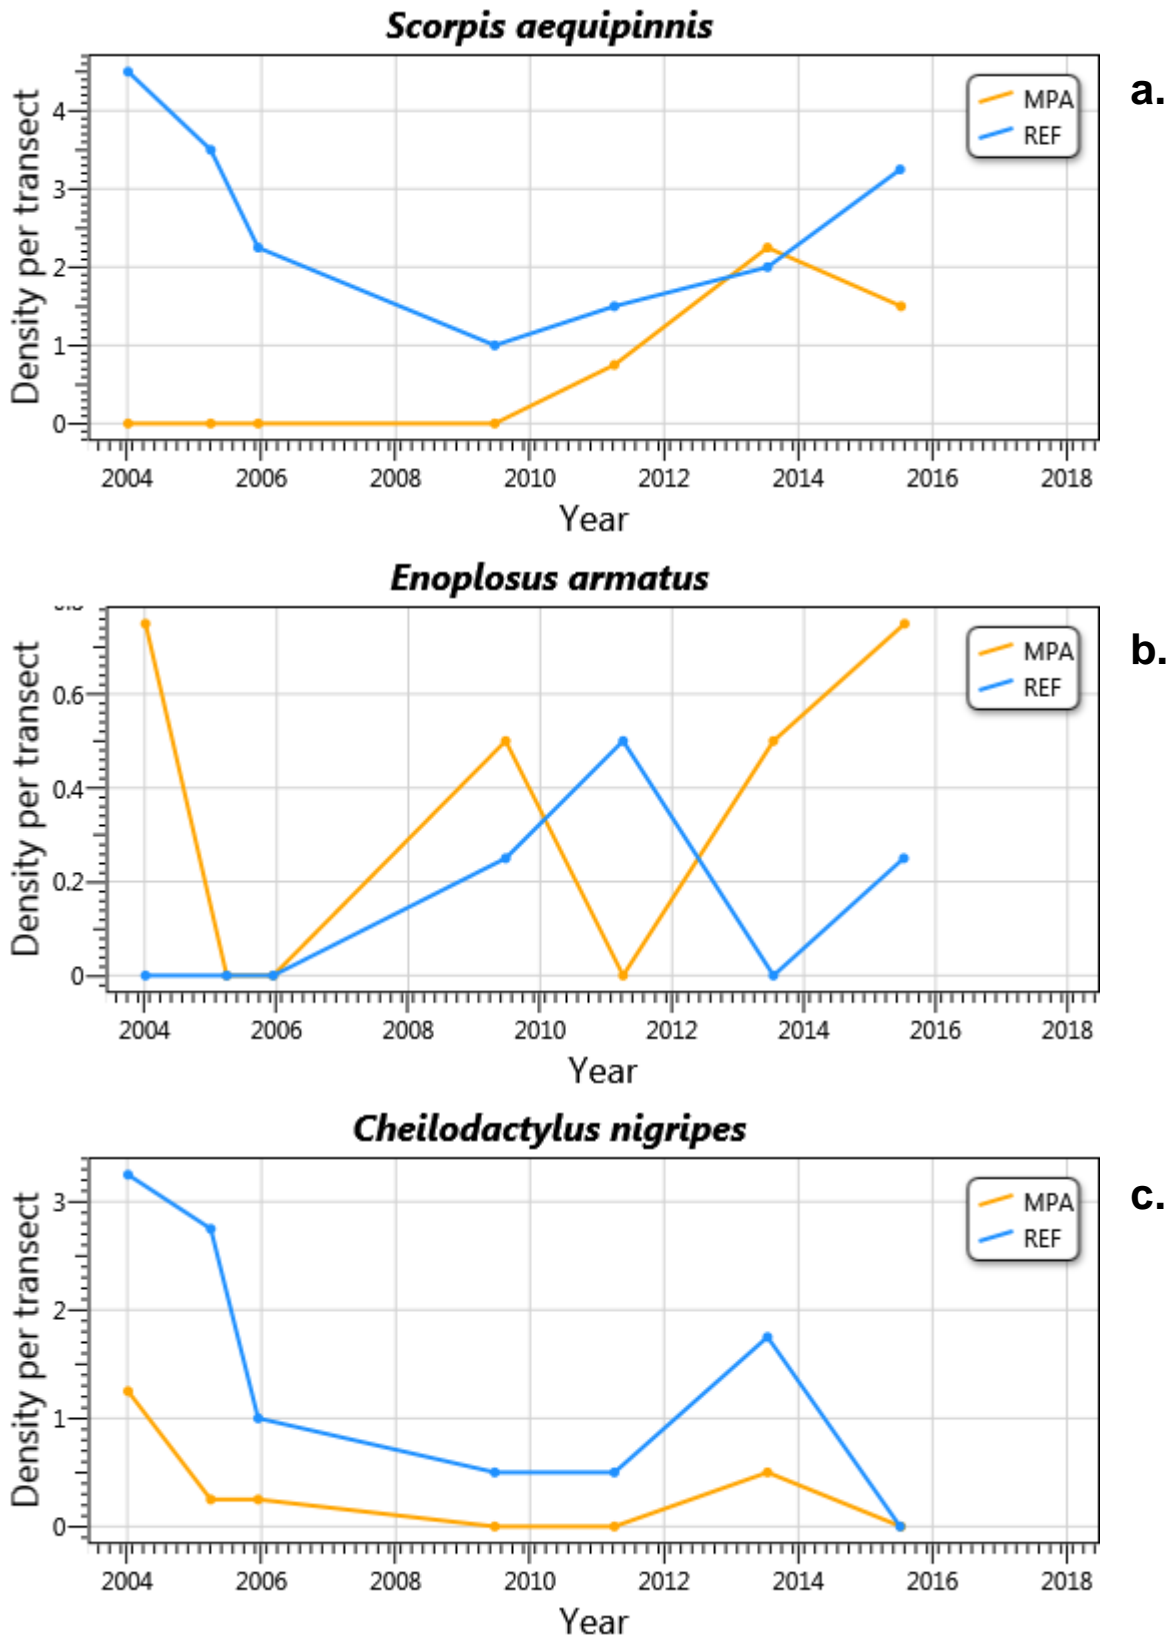 Scorpis aequipinnis
a.
MPA
REF
Density per transect
4
3
2
1
0
2004 2006 2008 2010 2012 2014 2016 2018
Year
Enoplosus armatus
b.
MPA
REF
Density per transect
0.6
0.4
0.2
0
2004 2006 2008 2010 2012 2014 2016 2018
Year
Cheilodactylus nigripes
c.
MPA
REF
Density per transect
3
2
1
0
2004 2006 2008 2010 2012 2014 2016 2018
Year